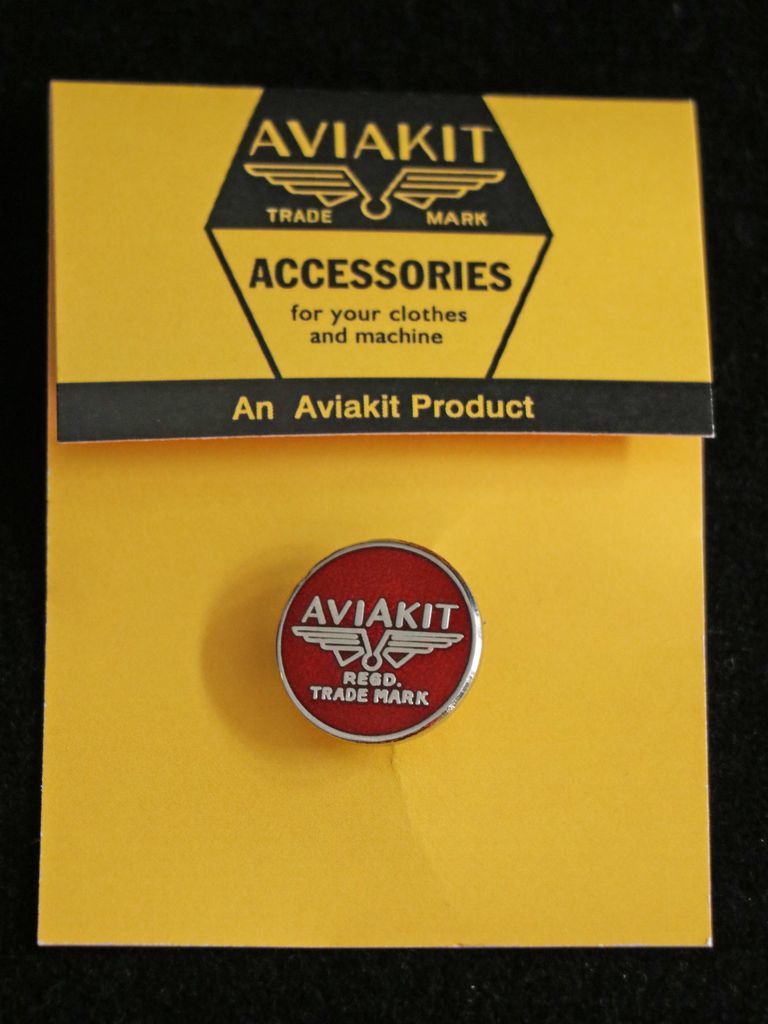 AVIAKIT
TRADE MARK
ACCESSORIES
for your clothes
and machine
An Aviakit Product
AVIAKIT
REGD.
TRADE MARK